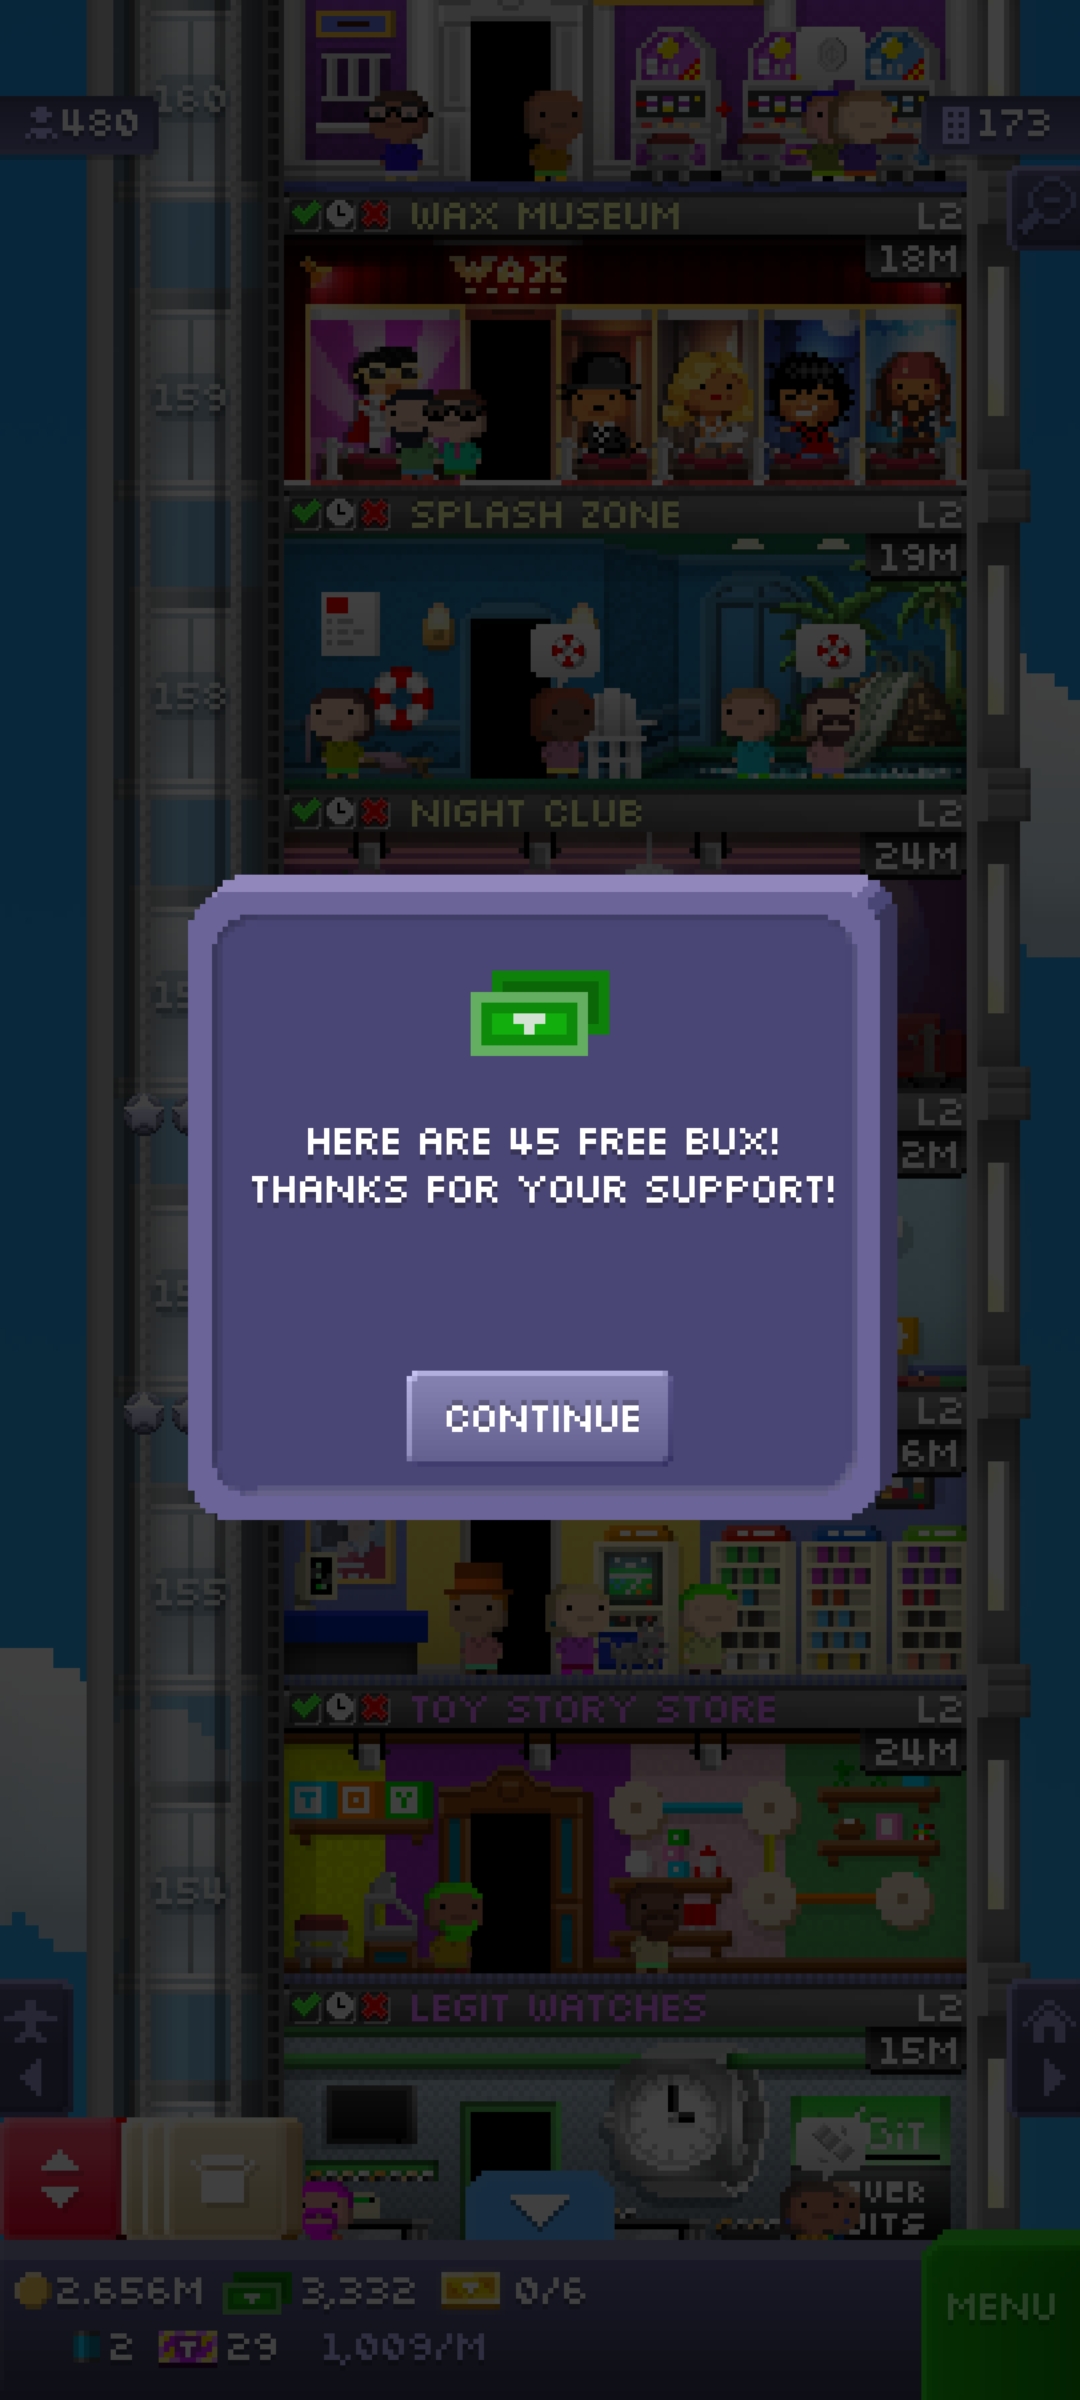 160
480
173
WAX MUSEUM L2
18M
WAX
159
SPLASH ZONE L2
19M
158
NIGHT CLUB L2
24M
L2
2M
HERE ARE 45 FREE BUX!
THANKS FOR YOUR SUPPORT!
L2
CONTINUE
6M
155
TOY STORY STORE L2
24M
TOY
154
LEGIT WATCHES L2
15M
2.656M 3,332 0/6
MENU
2 29 1,009/M